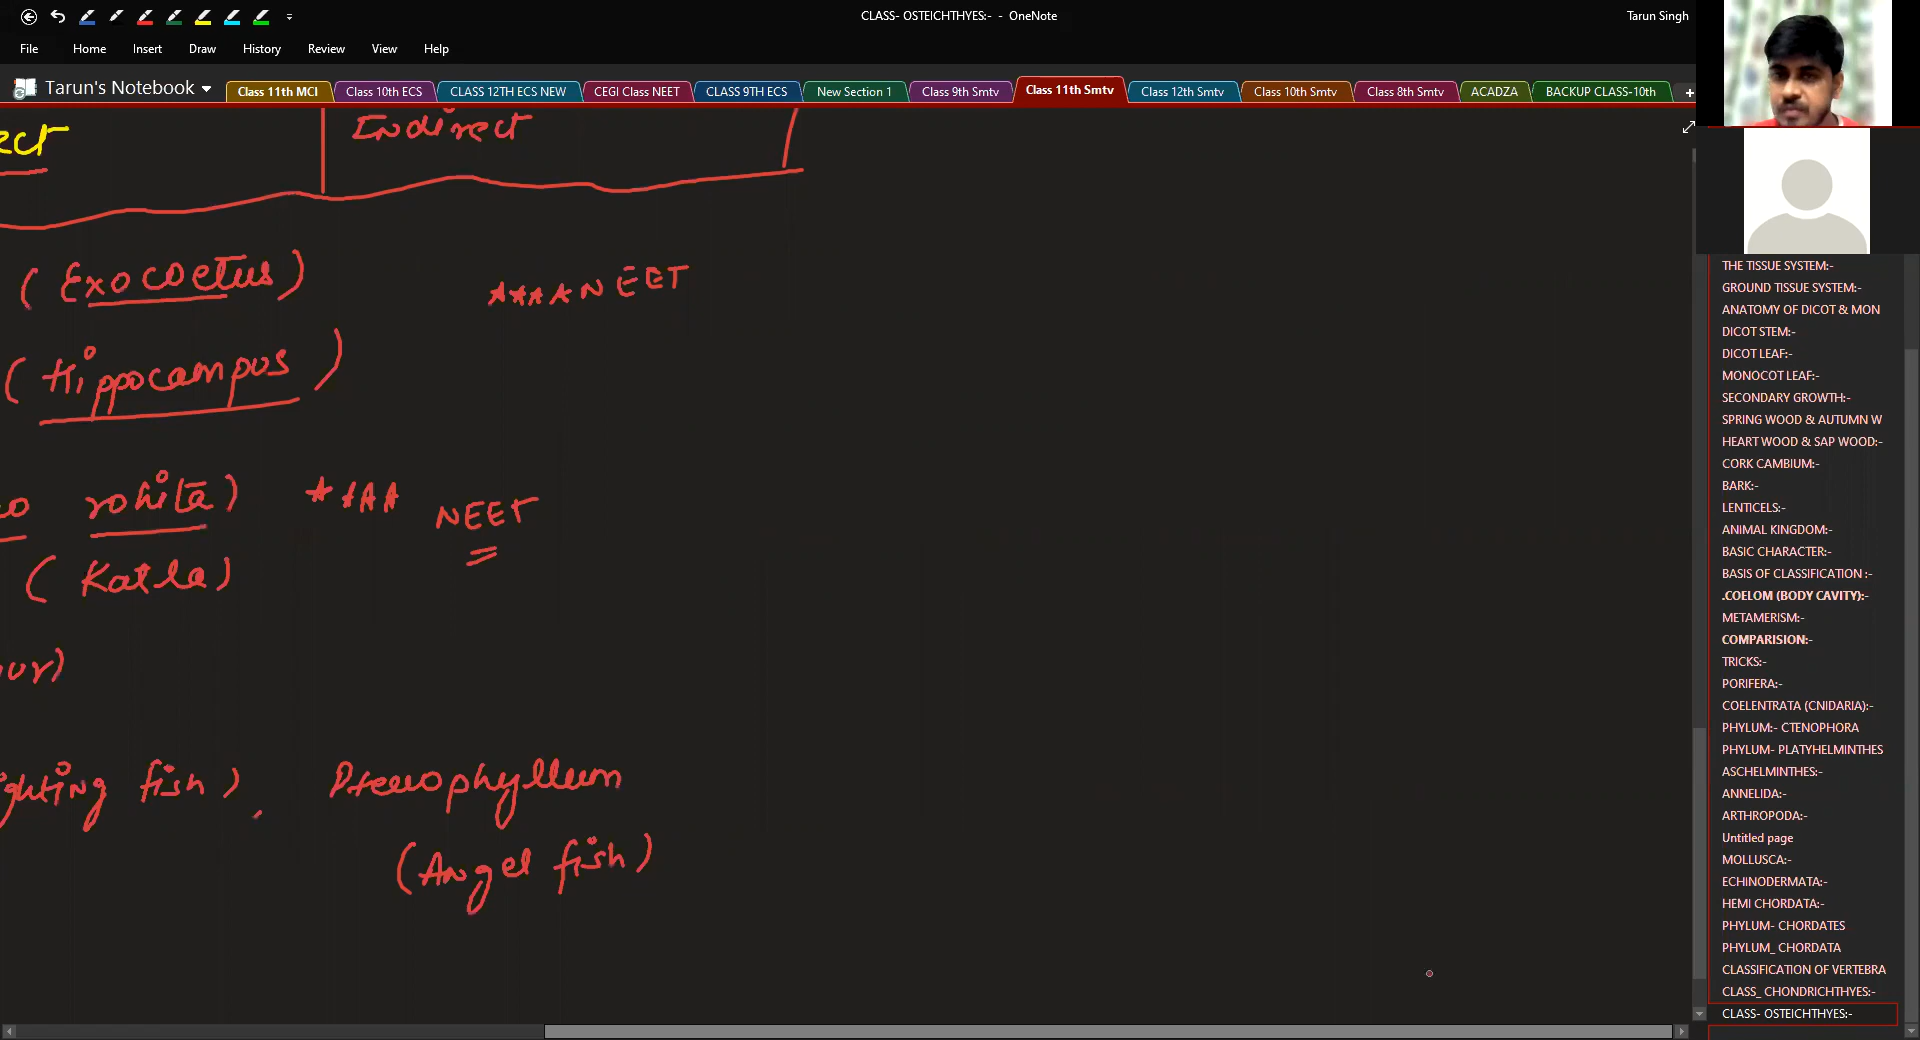 CLASS- OSTEICHTHYES:- - OneNote
Tarun Singh
File Home Insert Draw History Review View Help
Tarun's Notebook
Class 11th MCI Class 10th ECS CLASS 12TH ECS NEW CEGI Class NEET CLASS 9TH ECS New Section 1 Class 9th Smtv Class 11th Smtv Class 12th Smtv Class 10th Smtv Class 8th Smtv ACADZA BACKUP CLASS-10th
ect
Indirect
(Exocoetus) ****NEET
(Hippocampus)
o rohita) **** NEET
(Katla)
our)
ighting fish), Pterophyllum
(Angel fish)
THE TISSUE SYSTEM:-
GROUND TISSUE SYSTEM:-
ANATOMY OF DICOT & MON
DICOT STEM:-
DICOT LEAF:-
MONOCOT LEAF:-
SECONDARY GROWTH:-
SPRING WOOD & AUTUMN W
HEART WOOD & SAP WOOD:-
CORK CAMBIUM:-
BARK:-
LENTICELS:-
ANIMAL KINGDOM:-
BASIC CHARACTER:-
BASIS OF CLASSIFICATION :-
.COELOM (BODY CAVITY):-
METAMERISM:-
COMPARISION:-
TRICKS:-
PORIFERA:-
COELENTRATA (CNIDARIA):-
PHYLUM:- CTENOPHORA
PHYLUM- PLATYHELMINTHES
ASCHELMINTHES:-
ANNELIDA:-
ARTHROPODA:-
Untitled page
MOLLUSCA:-
ECHINODERMATA:-
HEMI CHORDATA:-
PHYLUM- CHORDATES
PHYLUM_ CHORDATA
CLASSIFICATION OF VERTEBRA
CLASS_ CHONDRICHTHYES:-
CLASS- OSTEICHTHYES:-